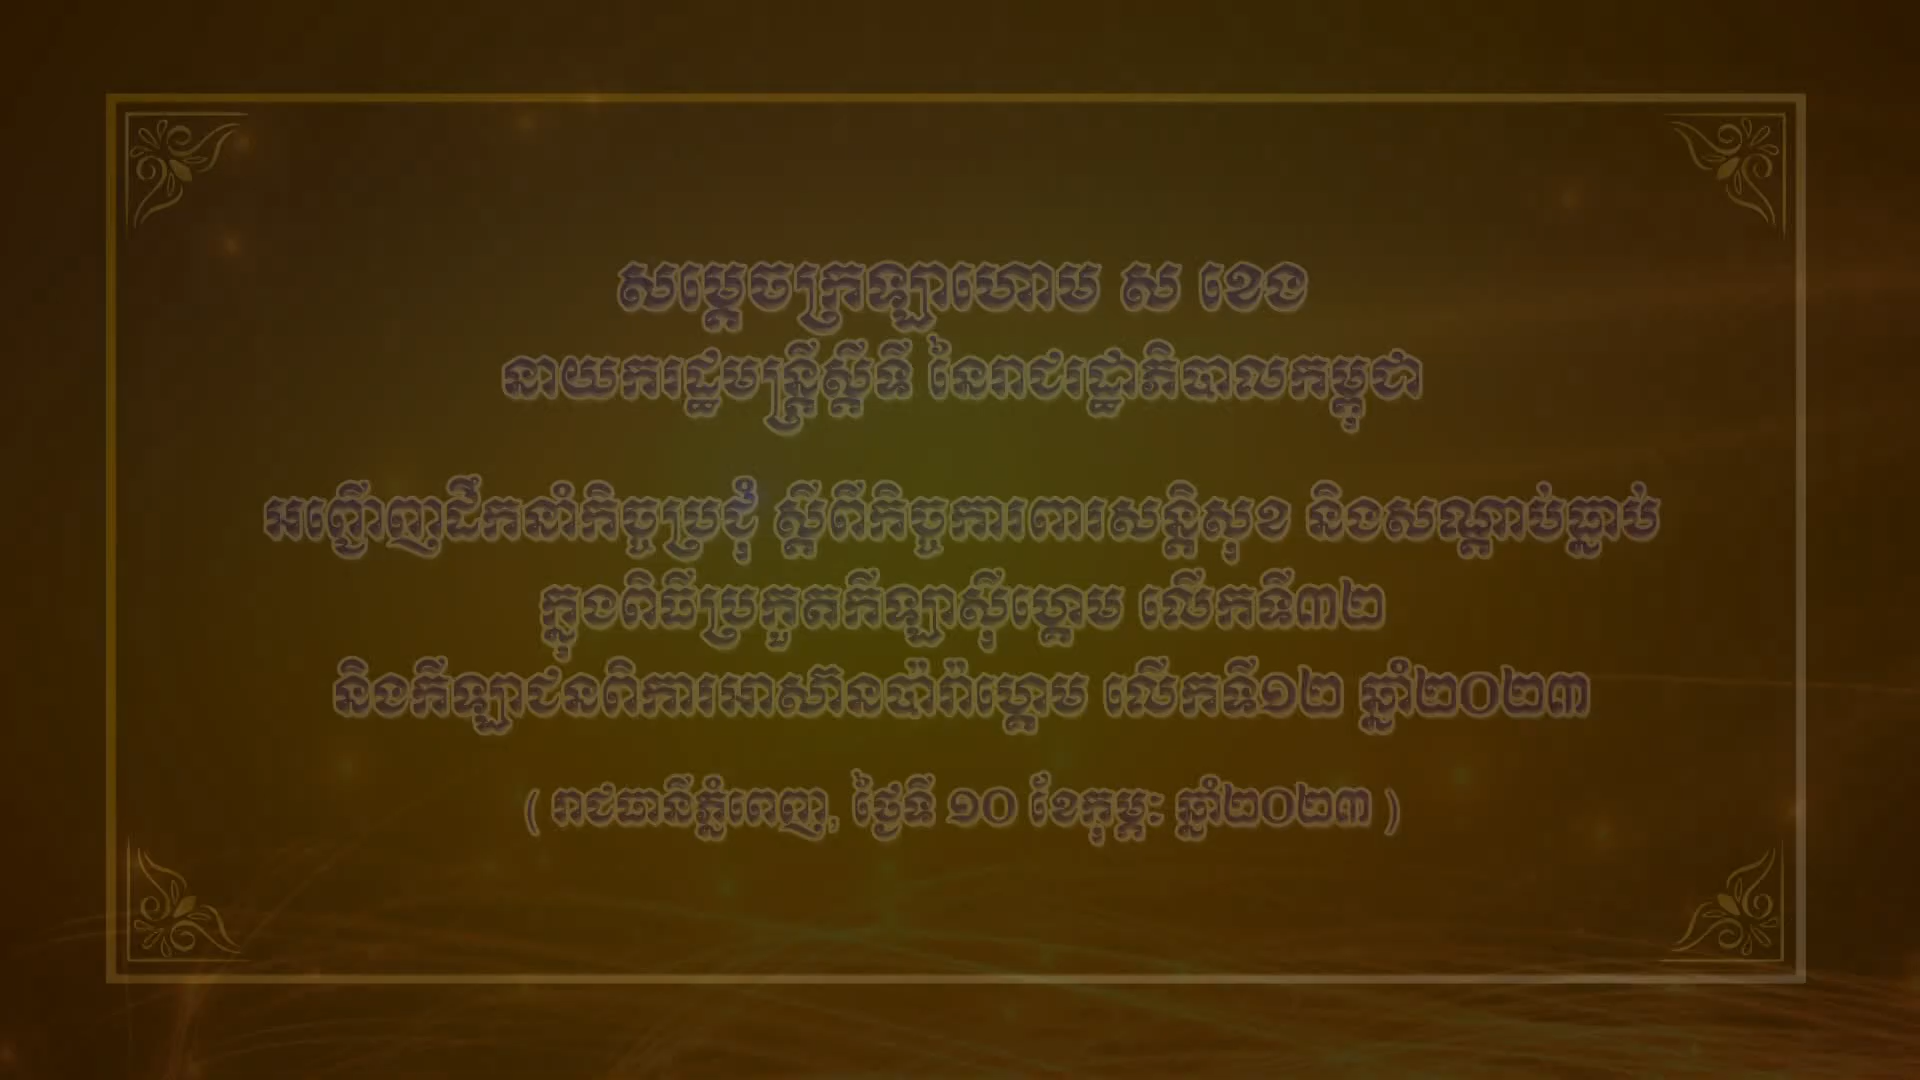 សម្ដេចក្រឡាហោម ស ខេង
នាយករដ្ឋមន្ត្រីស្ដីទី នៃរាជរដ្ឋាភិបាលកម្ពុជា
អញ្ជើញដឹកនាំកិច្ចប្រជុំ ស្ដីពីកិច្ចការពារសន្តិសុខ និងសណ្ដាប់ធ្នាប់
ក្នុងពិធីប្រកួតកីឡាស៊ីហ្គេម លើកទី៣២
និងកីឡាជនពិការអាស៊ានប៉ារ៉ាហ្គេម លើកទី១២ ឆ្នាំ២០២៣
( រាជធានីភ្នំពេញ, ថ្ងៃទី ១០ ខែកុម្ភៈ ឆ្នាំ២០២៣ )